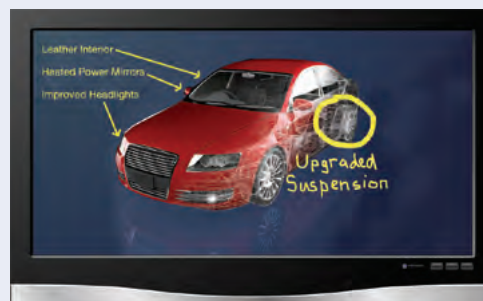 Leather Interior
Heated Power Mirrors
Improved Headlights
Upgraded
Suspension